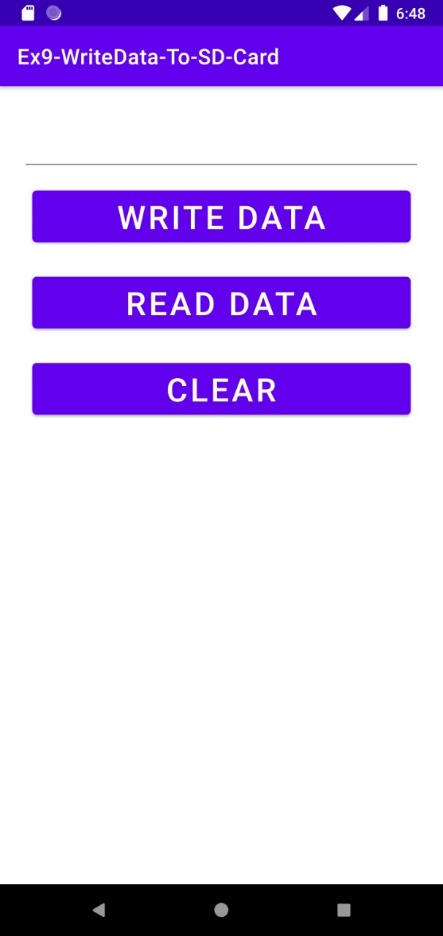 6:48
Ex9-WriteData-To-SD-Card
WRITE DATA
READ DATA
CLEAR